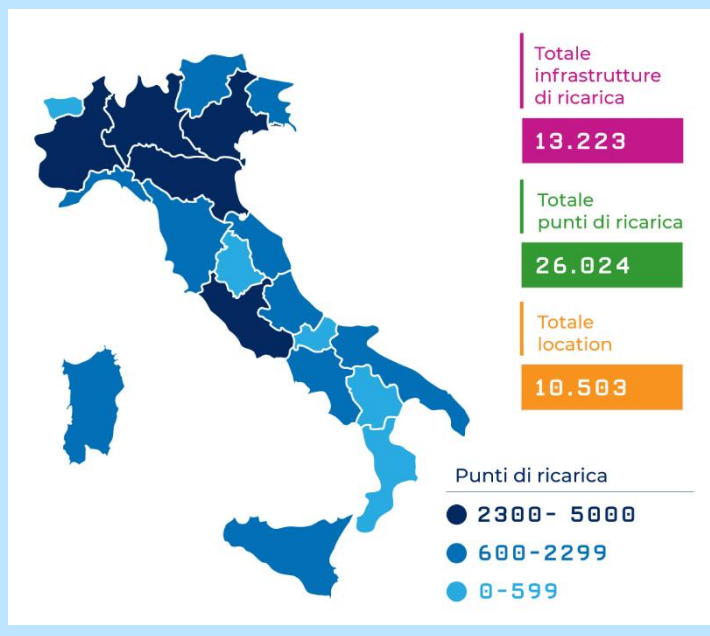 Totale
infrastrutture
di ricarica
13.223
Totale
punti di ricarica
26.024
Totale
location
10.503
Punti di ricarica
2300- 5000
600-2299
0-599